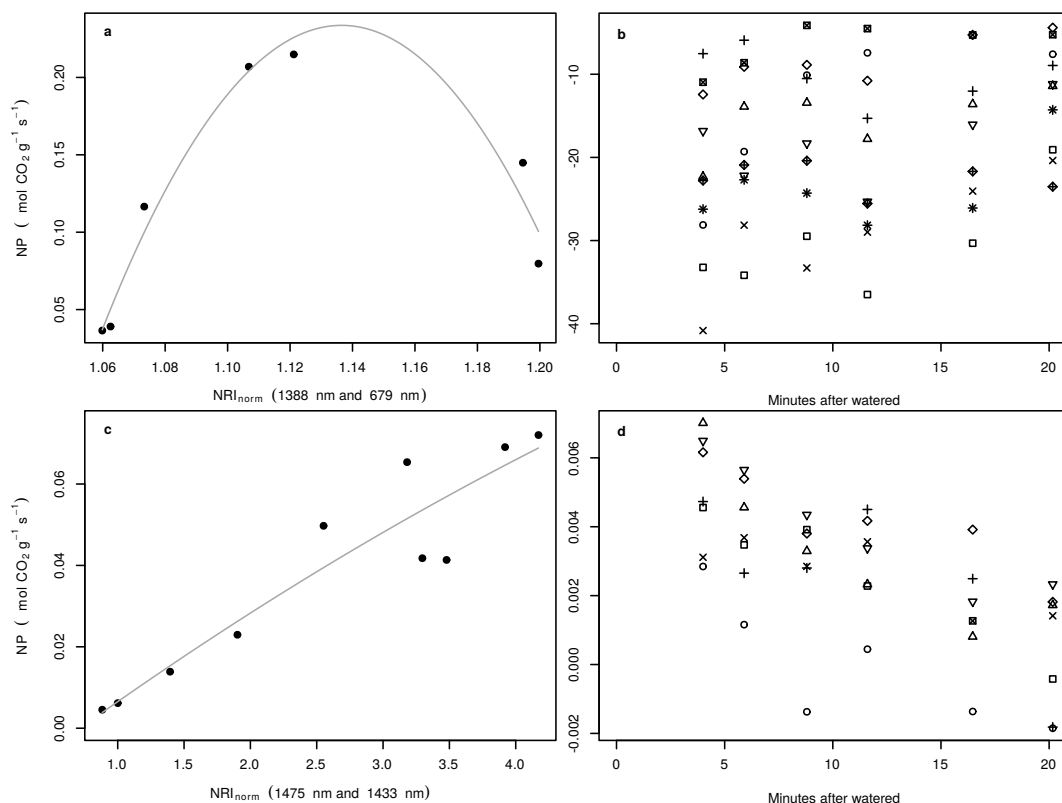 a
0.20
0.15
0.10
0.05
NP ( mol CO₂ g⁻¹ s⁻¹)
1.06 1.08 1.10 1.12 1.14 1.16 1.18 1.20
NRIₙₒᵣₘ (1388 nm and 679 nm)
b
-10
-20
-30
-40
0 5 10 15 20
Minutes after watered
c
0.06
0.04
0.02
0.00
NP ( mol CO₂ g⁻¹ s⁻¹)
1.0 1.5 2.0 2.5 3.0 3.5 4.0
NRIₙₒᵣₘ (1475 nm and 1433 nm)
d
0.006
0.004
0.002
0.000
-0.002
0 5 10 15 20
Minutes after watered